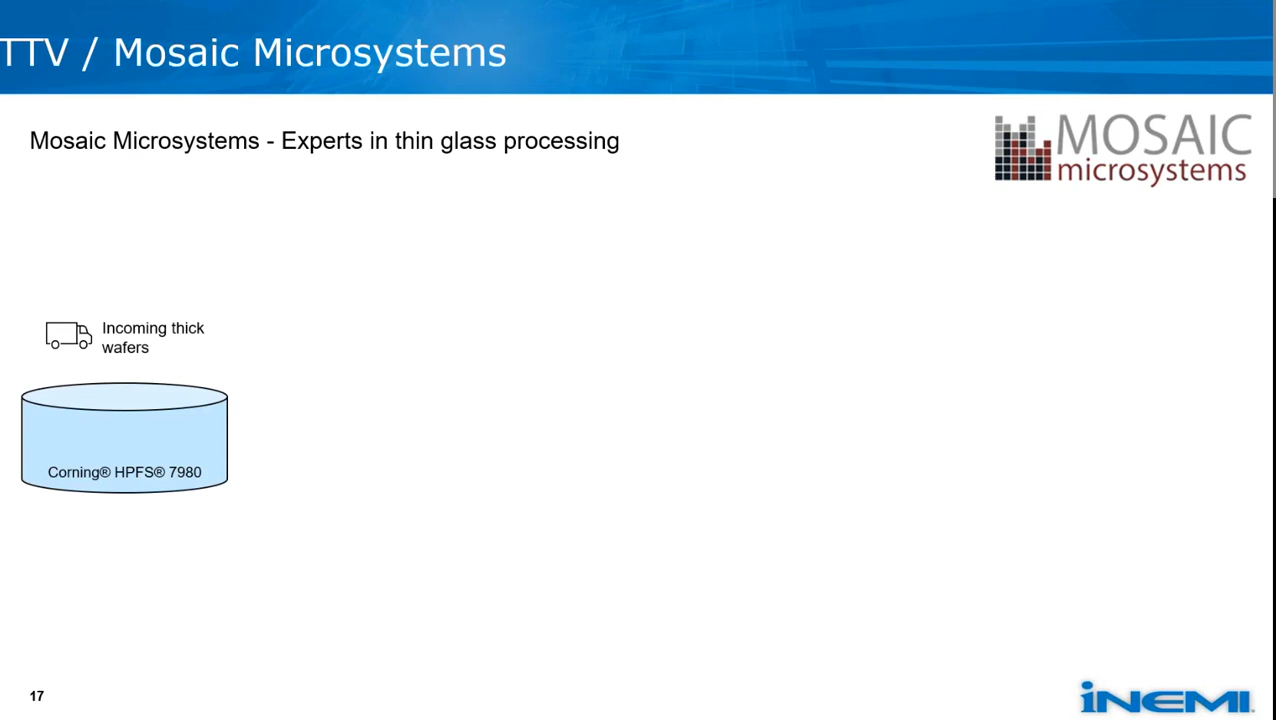 TTV / Mosaic Microsystems
Mosaic Microsystems - Experts in thin glass processing
MOSAIC
microsystems
Incoming thick
wafers
Corning® HPFS® 7980
17
iNEMI